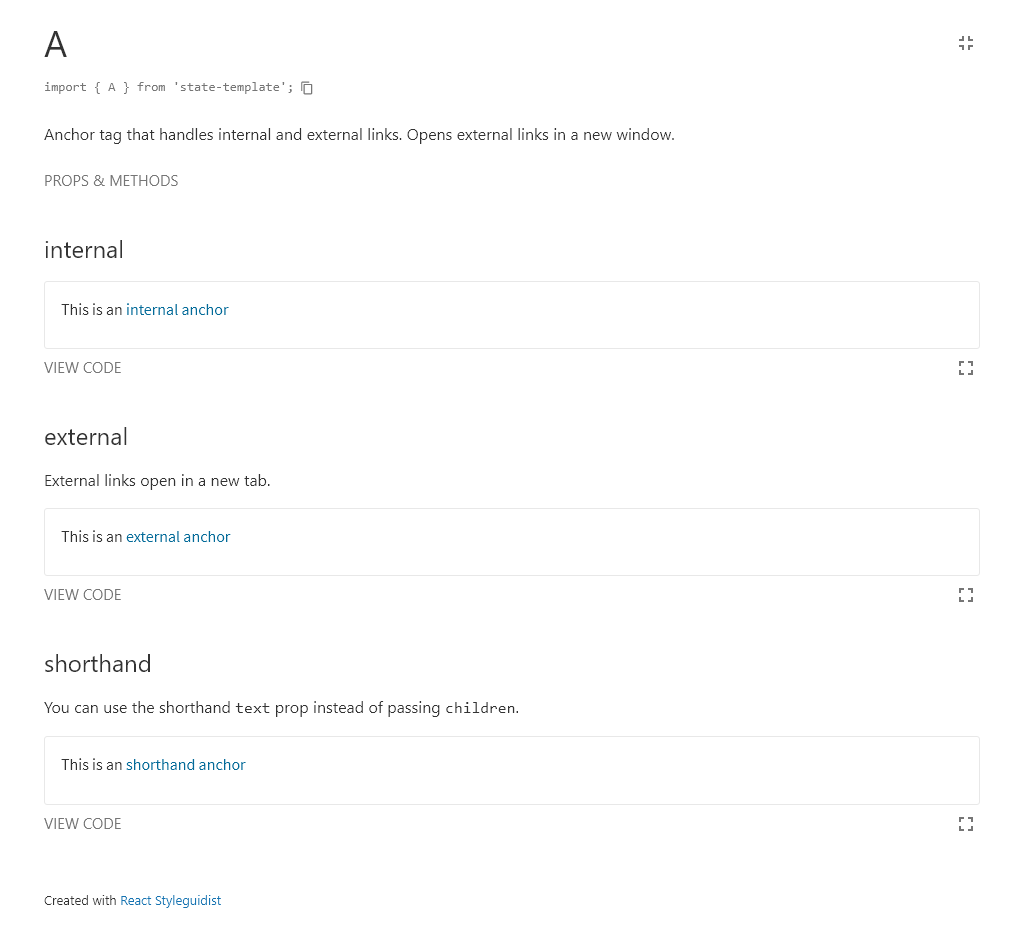 A
import { A } from 'state-template';
Anchor tag that handles internal and external links. Opens external links in a new window.
PROPS & METHODS
internal
This is an internal anchor
VIEW CODE
external
External links open in a new tab.
This is an external anchor
VIEW CODE
shorthand
You can use the shorthand text prop instead of passing children.
This is an shorthand anchor
VIEW CODE
Created with React Styleguidist